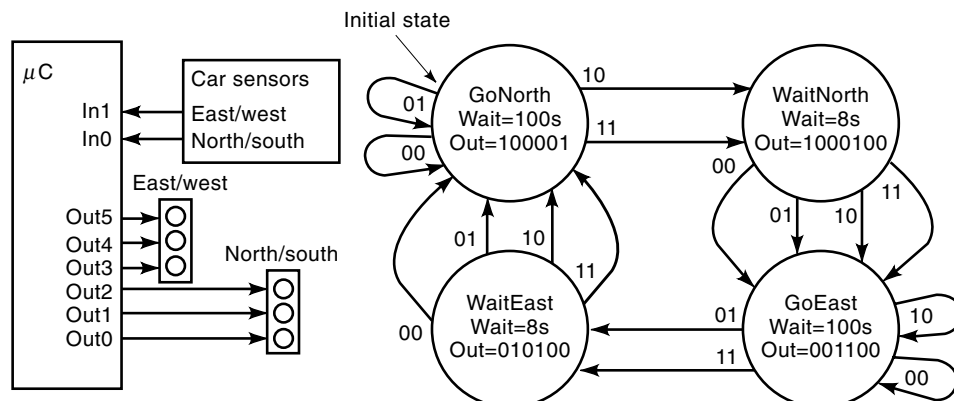 Initial state
μC
Car sensors
East/west
North/south
In1
In0
East/west
Out5
Out4
Out3
North/south
Out2
Out1
Out0
GoNorth
Wait=100s
Out=100001
01
00
10
11
WaitNorth
Wait=8s
Out=1000100
00
01
10
11
WaitEast
Wait=8s
Out=010100
00
01
10
11
GoEast
Wait=100s
Out=001100
01
11
10
00